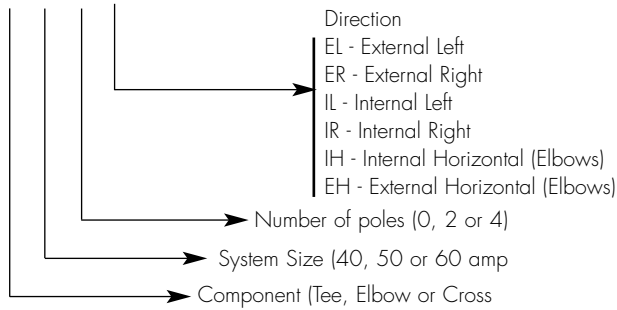 Direction
EL - External Left
ER - External Right
IL - Internal Left
IR - Internal Right
IH - Internal Horizontal (Elbows)
EH - External Horizontal (Elbows)
Number of poles (0, 2 or 4)
System Size (40, 50 or 60 amp
Component (Tee, Elbow or Cross